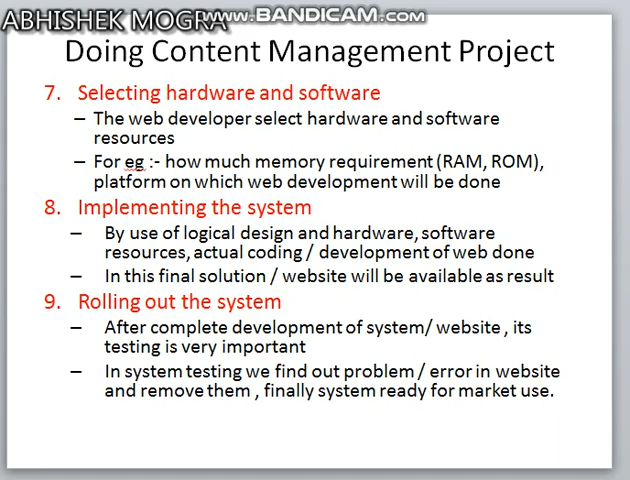 ABHISHEK MOGRA www.BANDICAM.com
Doing Content Management Project
7. Selecting hardware and software
– The web developer select hardware and software
resources
– For eg :- how much memory requirement (RAM, ROM),
platform on which web development will be done
8. Implementing the system
– By use of logical design and hardware, software
resources, actual coding / development of web done
– In this final solution / website will be available as result
9. Rolling out the system
– After complete development of system/ website , its
testing is very important
– In system testing we find out problem / error in website
and remove them , finally system ready for market use.